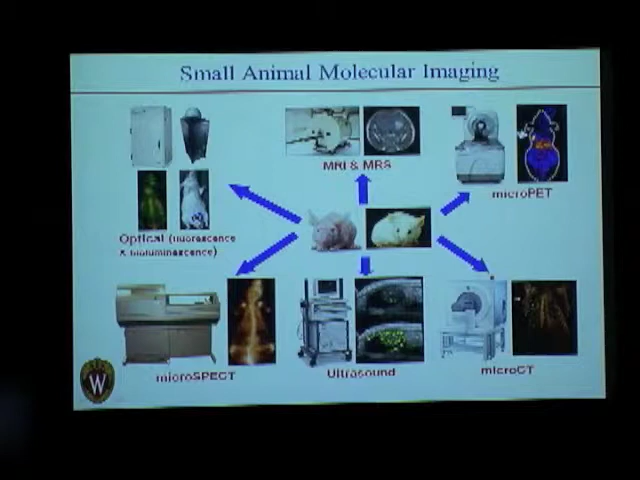 Small Animal Molecular Imaging
MRI & MRS
microPET
Optical (fluorescence
& bioluminescence)
microSPECT
Ultrasound
microCT
W